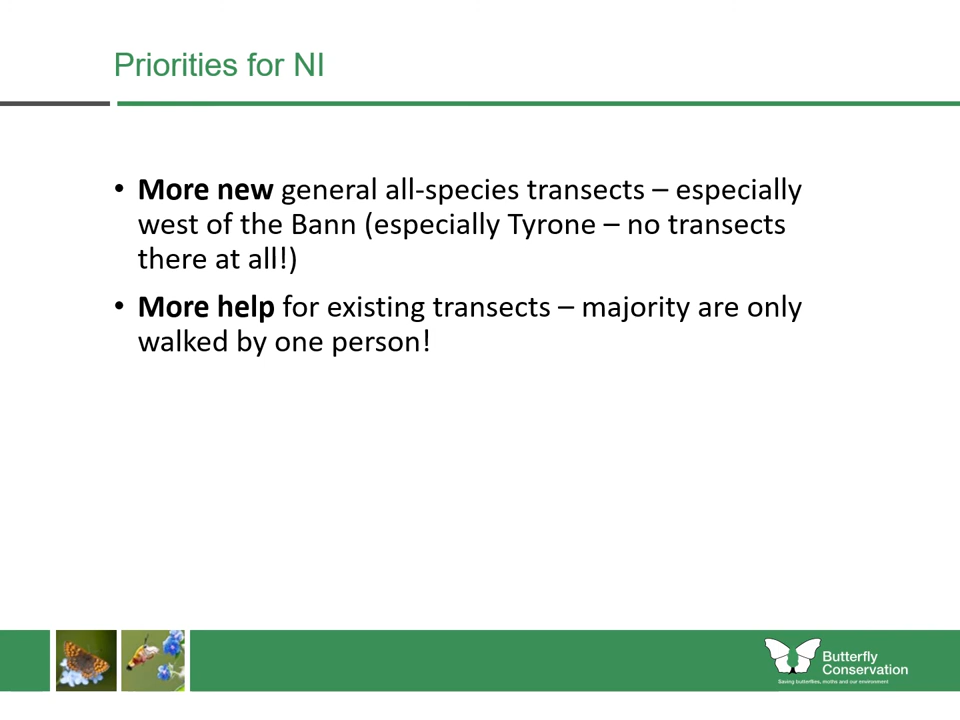 Priorities for NI
• More new general all-species transects – especially
west of the Bann (especially Tyrone – no transects
there at all!)
• More help for existing transects – majority are only
walked by one person!
Butterfly
Conservation
Saving butterflies, moths and our environment